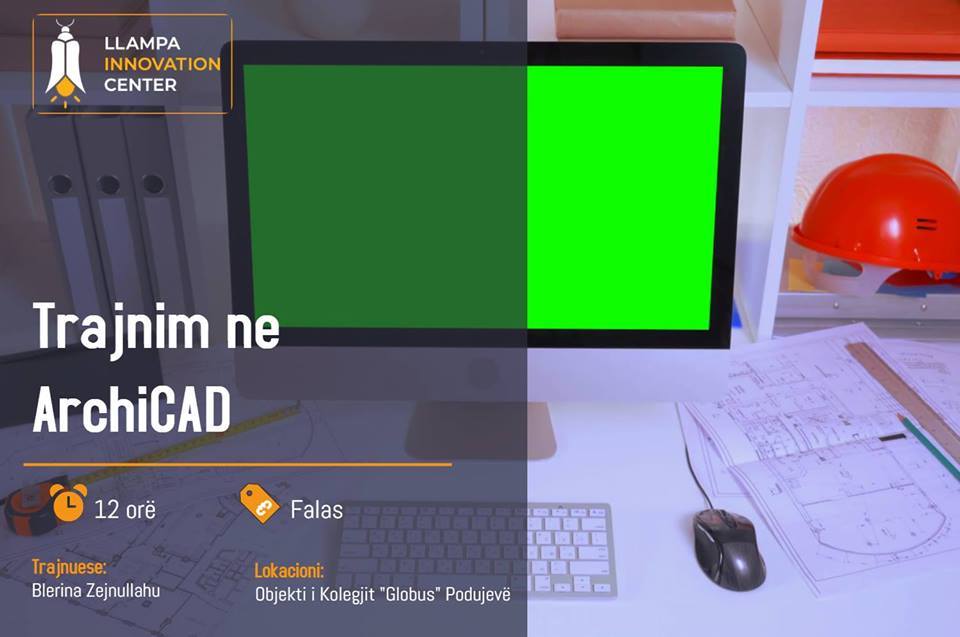 LLAMPA
INNOVATION
CENTER
Trajnim ne
ArchiCAD
12 orë
€ Falas
Trajnuese:
Blerina Zejnullahu
Lokacioni:
Objekti i Kolegjit "Globus" Podujevë